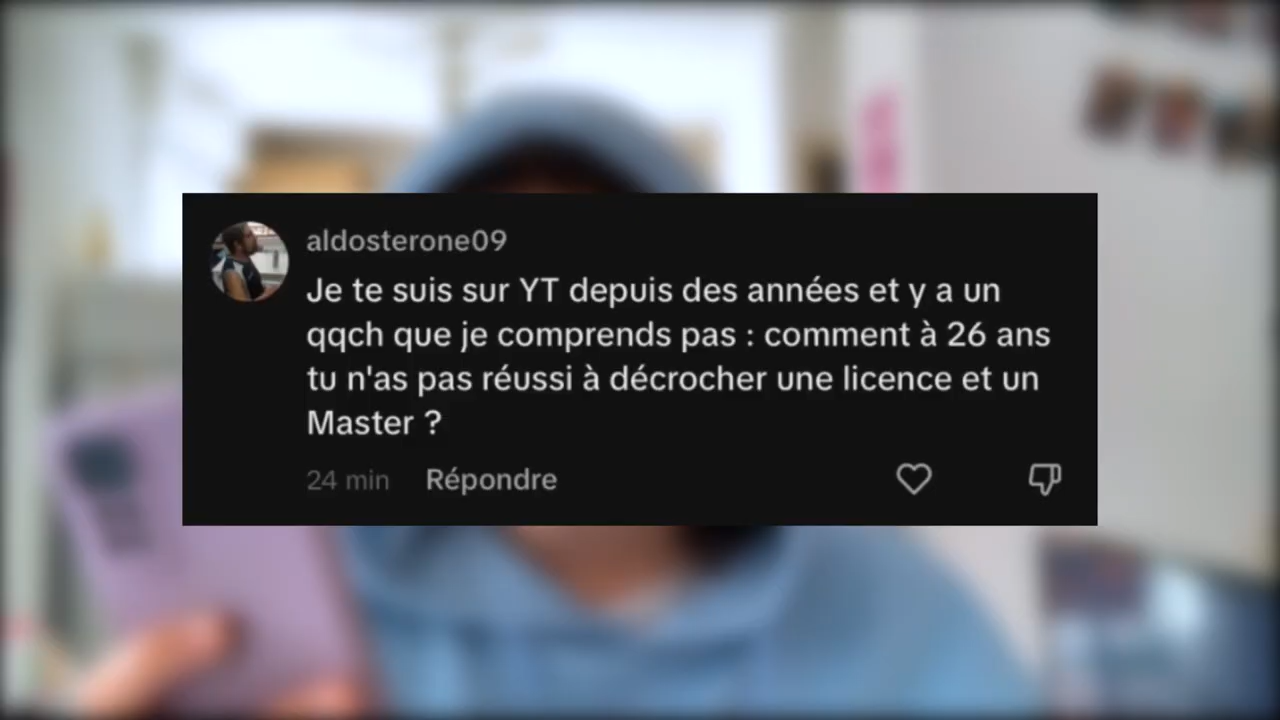 aldosterone09
Je te suis sur YT depuis des années et y a un
qqch que je comprends pas : comment à 26 ans
tu n'as pas réussi à décrocher une licence et un
Master ?
24 min Répondre